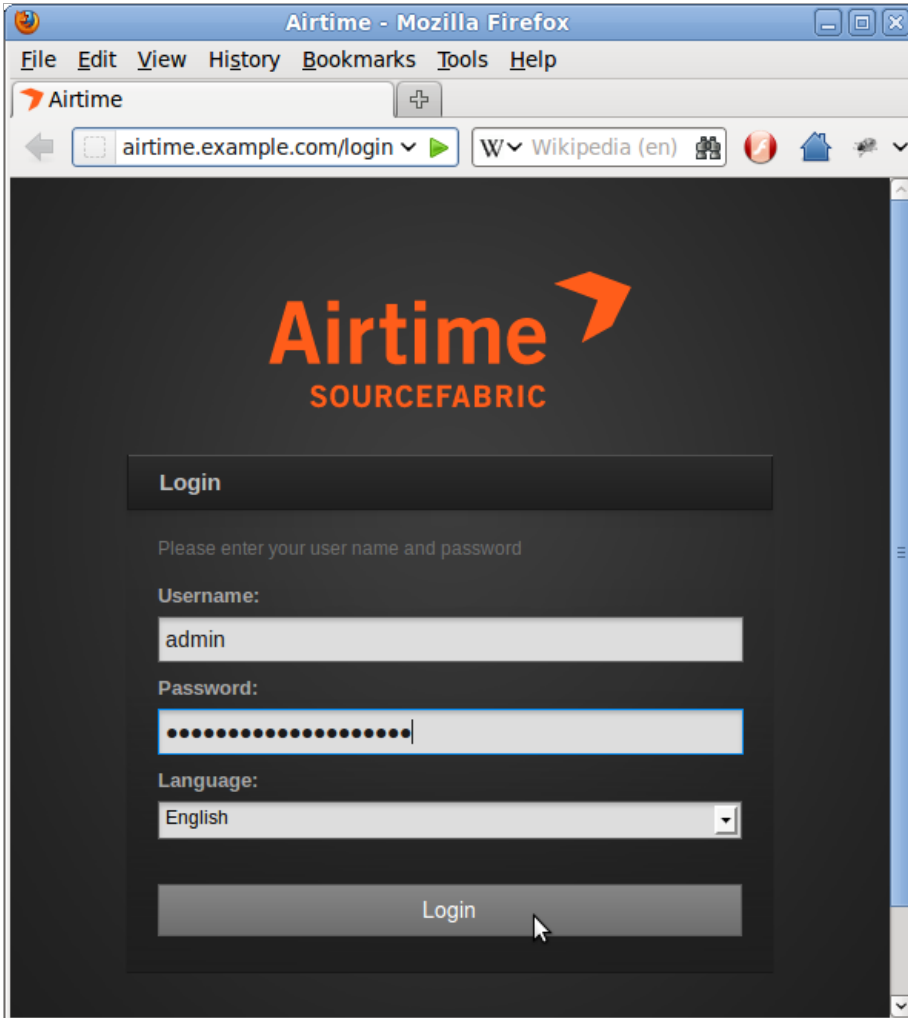 Airtime - Mozilla Firefox
File Edit View History Bookmarks Tools Help
Airtime
airtime.example.com/login W Wikipedia (en)
Airtime
SOURCEFABRIC
Login
Please enter your user name and password
Username:
admin
Password:
••••••••••••••••••••
Language:
English
Login